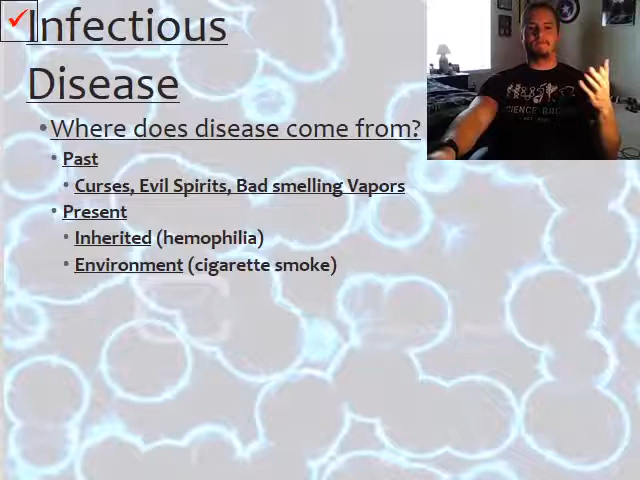 Infectious
Disease
•Where does disease come from?
• Past
• Curses, Evil Spirits, Bad smelling Vapors
• Present
• Inherited (hemophilia)
• Environment (cigarette smoke)